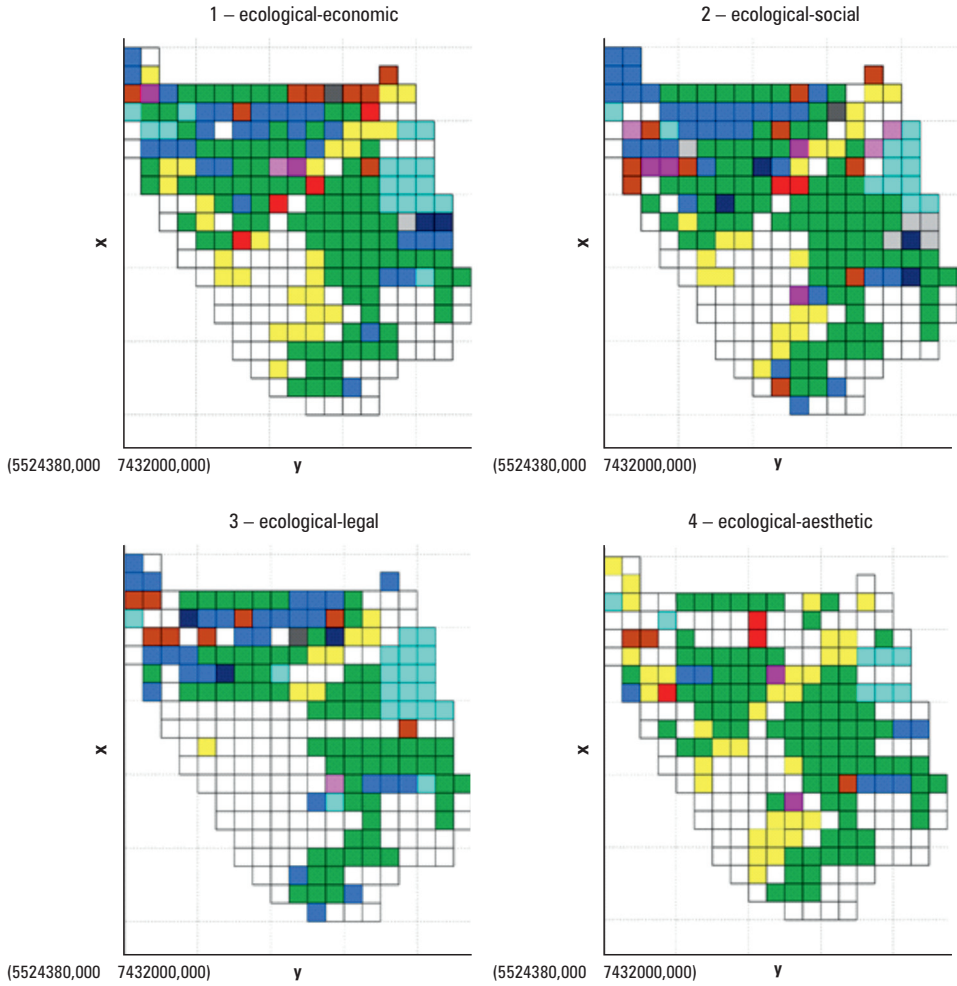 1 – ecological-economic
2 – ecological-social
x
x
(5524380,000 7432000,000) y
(5524380,000 7432000,000) y
3 – ecological-legal
4 – ecological-aesthetic
x
x
(5524380,000 7432000,000) y
(5524380,000 7432000,000) y